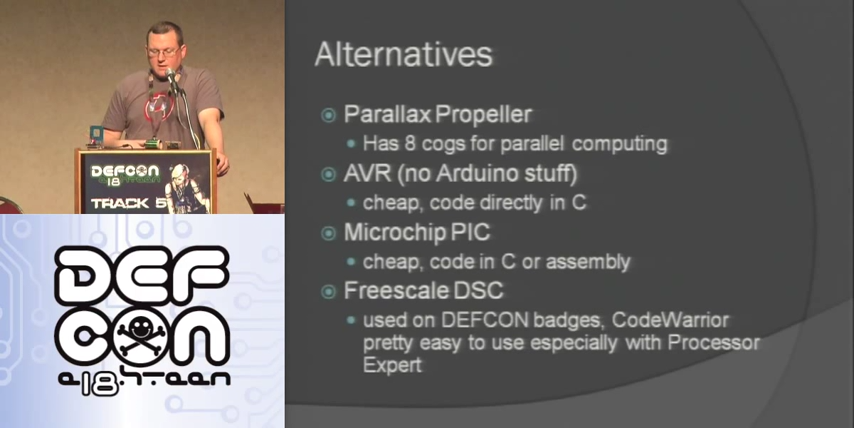 Alternatives
Parallax Propeller
Has 8 cogs for parallel computing
AVR (no Arduino stuff)
cheap, code directly in C
Microchip PIC
cheap, code in C or assembly
Freescale DSC
used on DEFCON badges, CodeWarrior
pretty easy to use especially with Processor
Expert
DEFCON
18
TRACK 5
DEF
CON
e18hteen